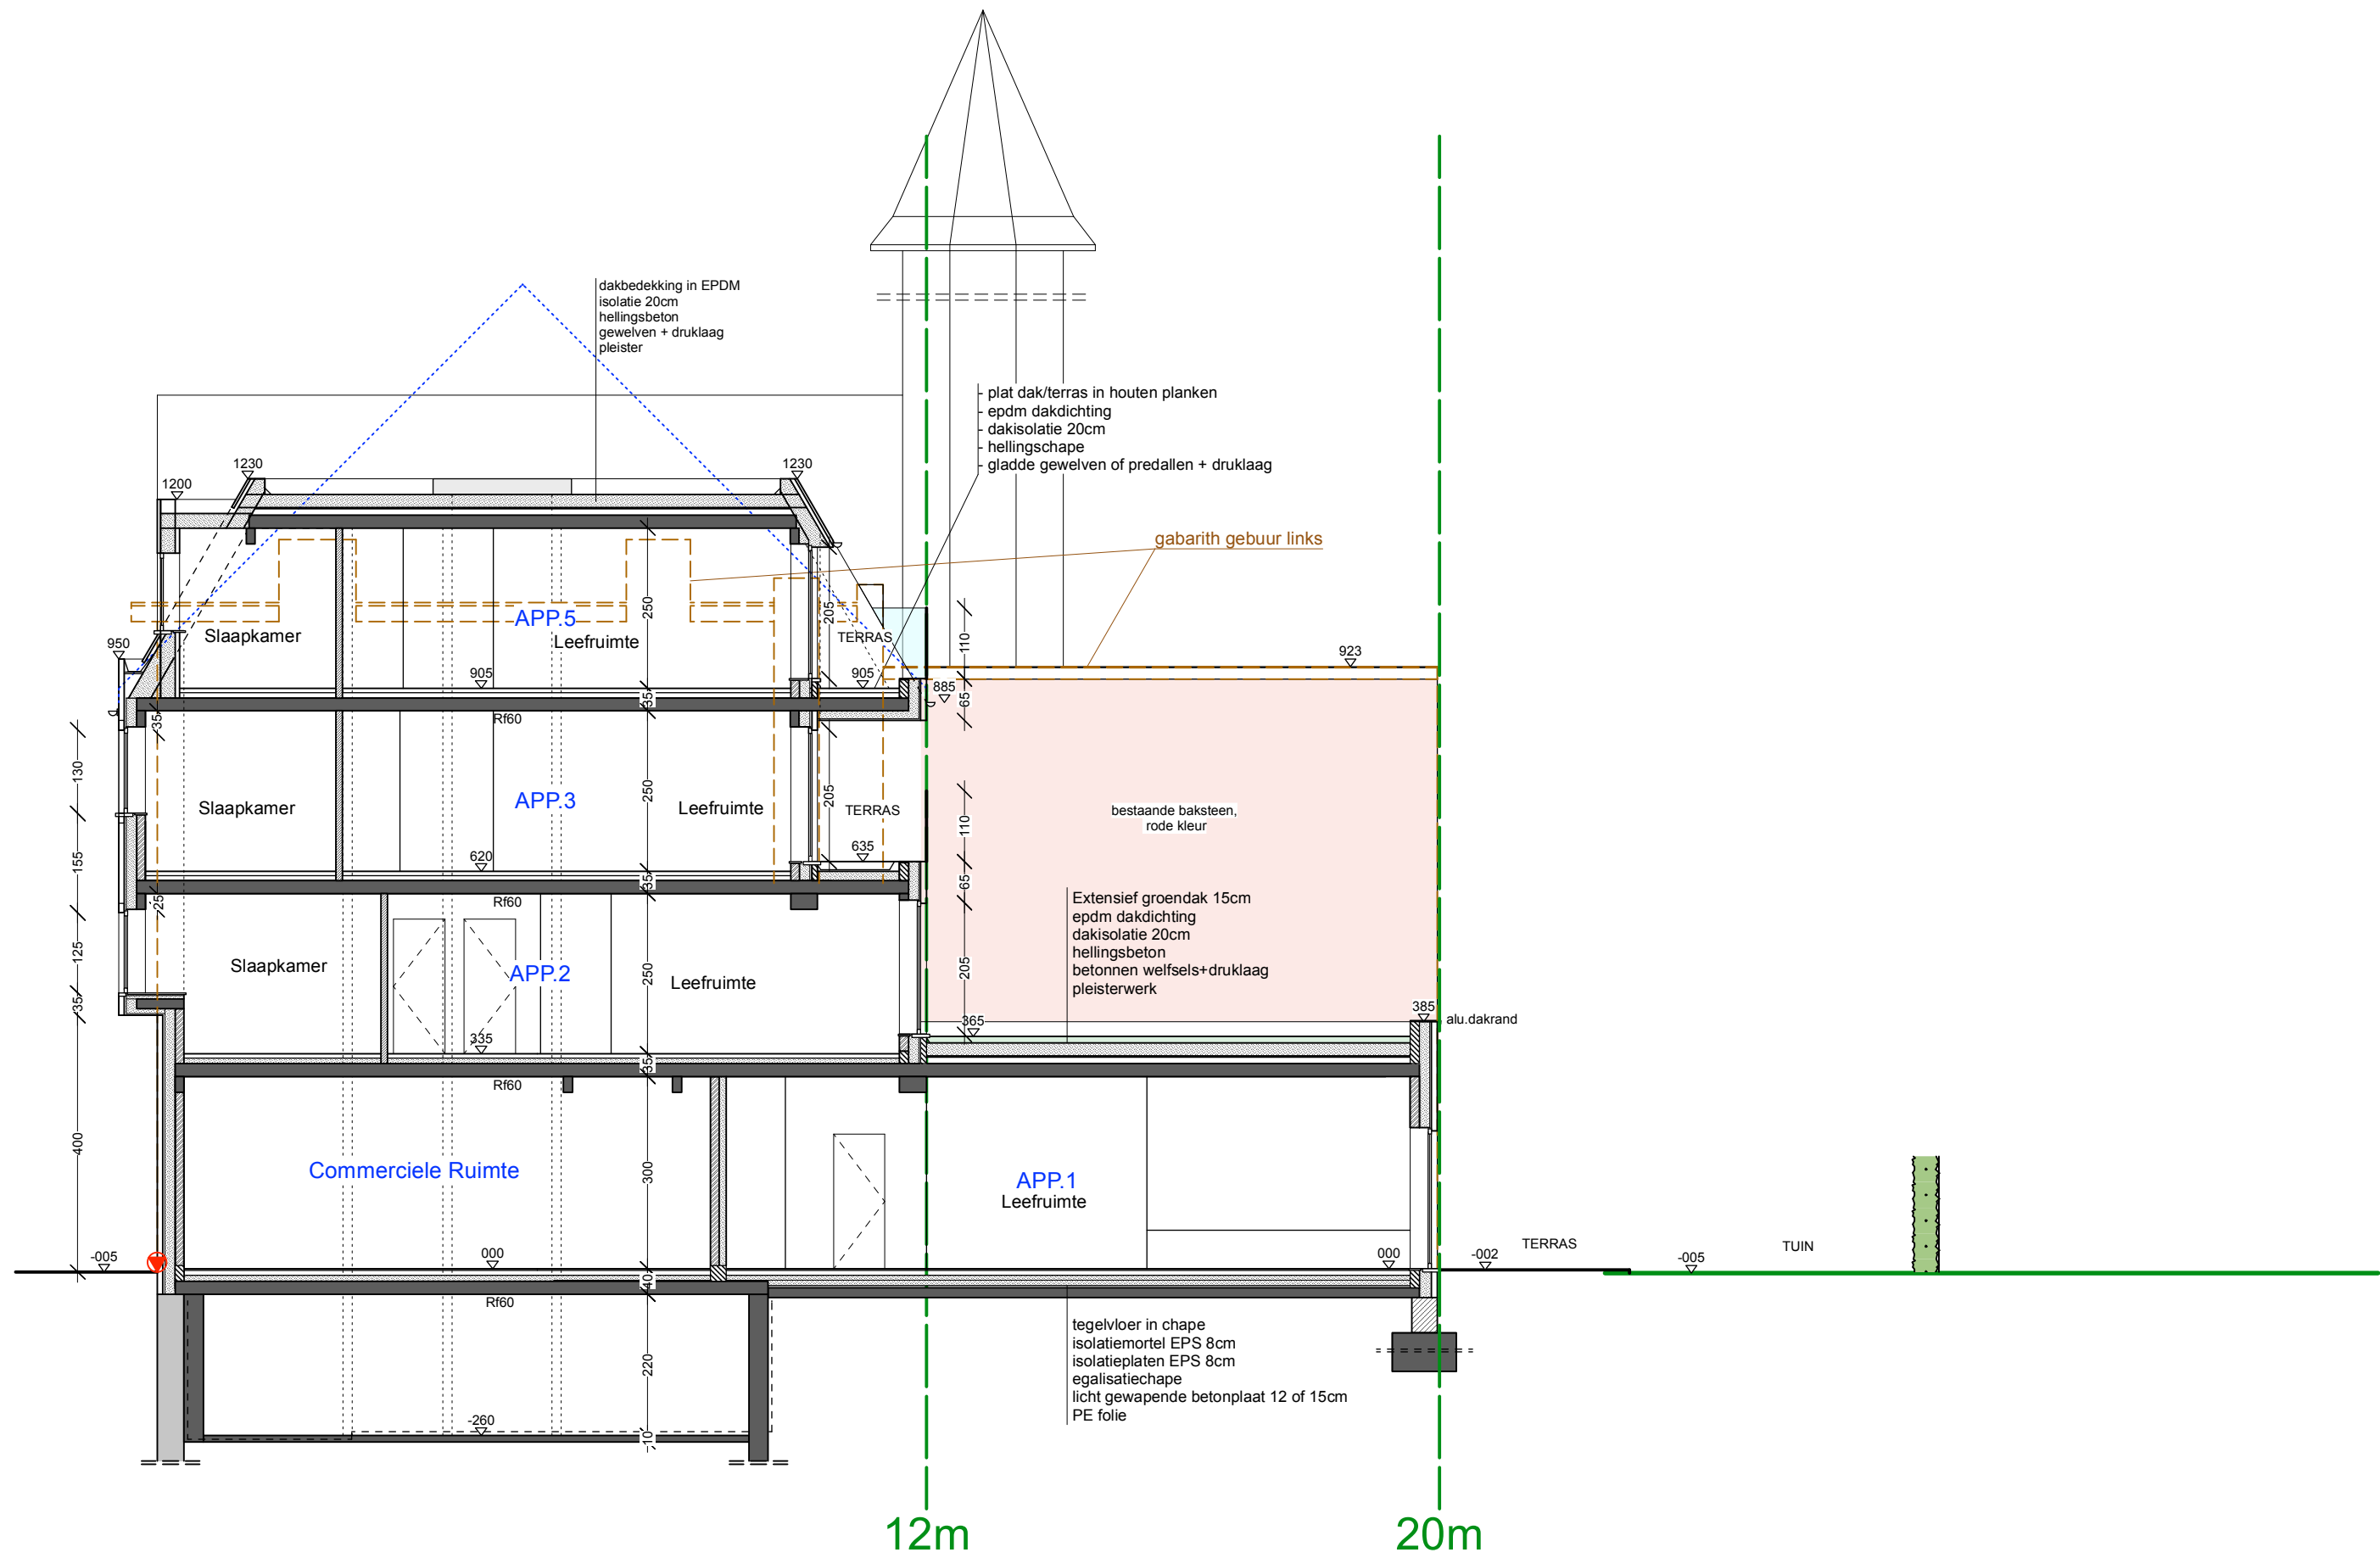 dakbedekking in EPDM
isolatie 20cm
hellingsbeton
gewelven + druklaag
pleister
- plat dak/terras in houten planken
- epdm dakdichting
- dakisolatie 20cm
- hellingschape
- gladde gewelven of predallen + druklaag
1230
1230
1200
gabarith gebuur links
250
205
APP.5
Slaapkamer
Leefruimte
TERRAS
110
950
923
905
905
885
35
65
35
Rf60
130
250
205
APP.3
Slaapkamer
Leefruimte
TERRAS
110
bestaande baksteen,
rode kleur
155
620
635
35
65
25
Rf60
Extensief groendak 15cm
epdm dakdichting
dakisolatie 20cm
hellingsbeton
betonnen welfsels+druklaag
pleisterwerk
125
Slaapkamer
APP.2
250
Leefruimte
205
35
385
alu.dakrand
365
335
35
Rf60
400
Commerciele Ruimte
300
APP.1
Leefruimte
-005
000
000
-002
TERRAS
-005
TUIN
40
Rf60
tegelvloer in chape
isolatiemortel EPS 8cm
isolatieplaten EPS 8cm
egalisatiechape
licht gewapende betonplaat 12 of 15cm
PE folie
220
-260
10
12m
20m